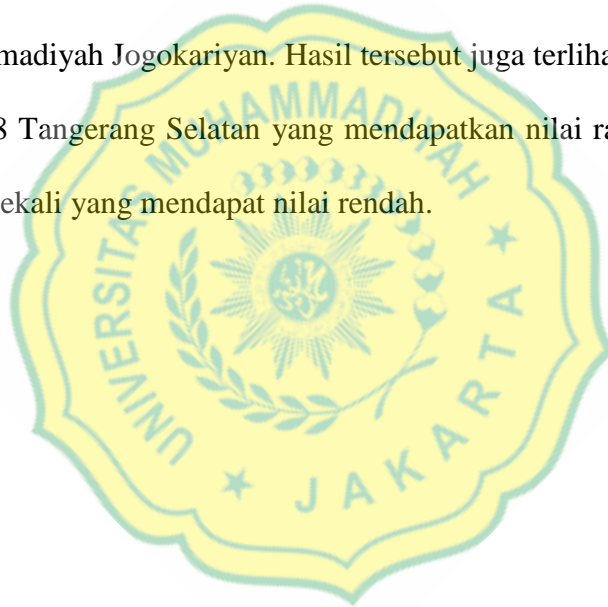 madiyah Jogokariyan. Hasil tersebut juga terliha
8 Tangerang Selatan yang mendapatkan nilai ra
ekali yang mendapat nilai rendah.
UNIVERSITAS MUHAMMADIYAH
JAKARTA